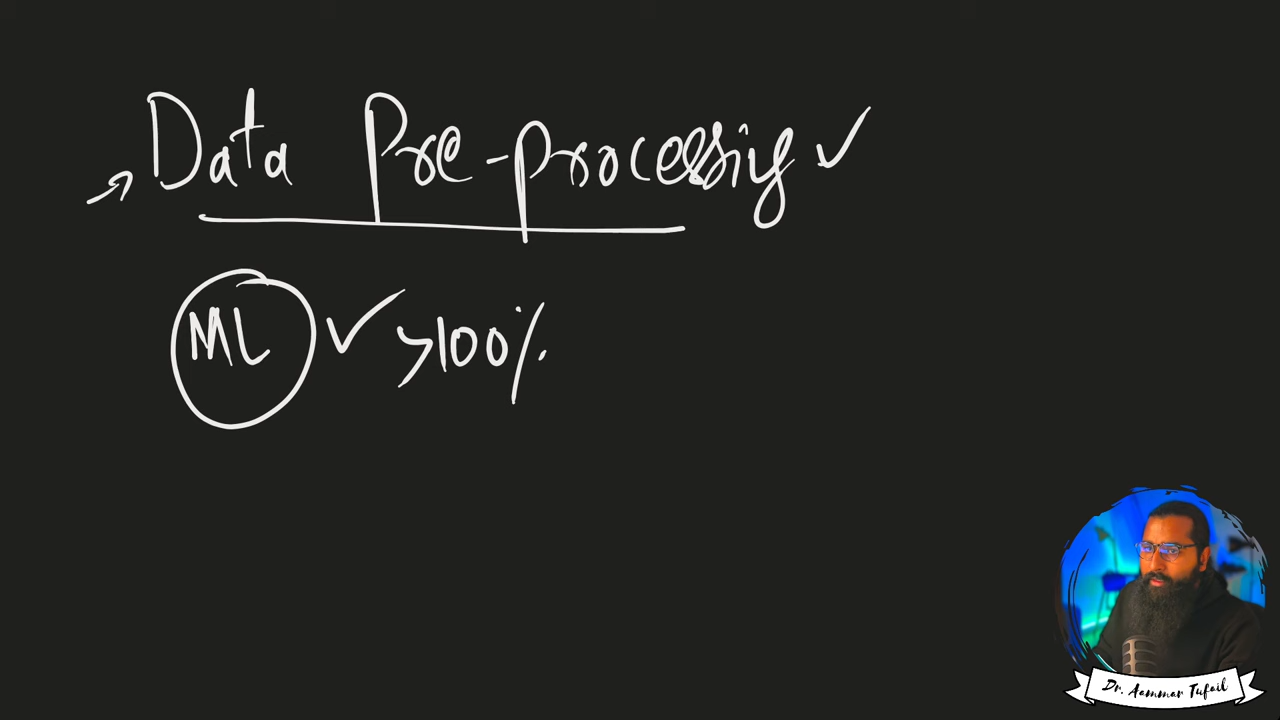 Data Pre-processing
ML >100%
Dr. Aammar Tufail